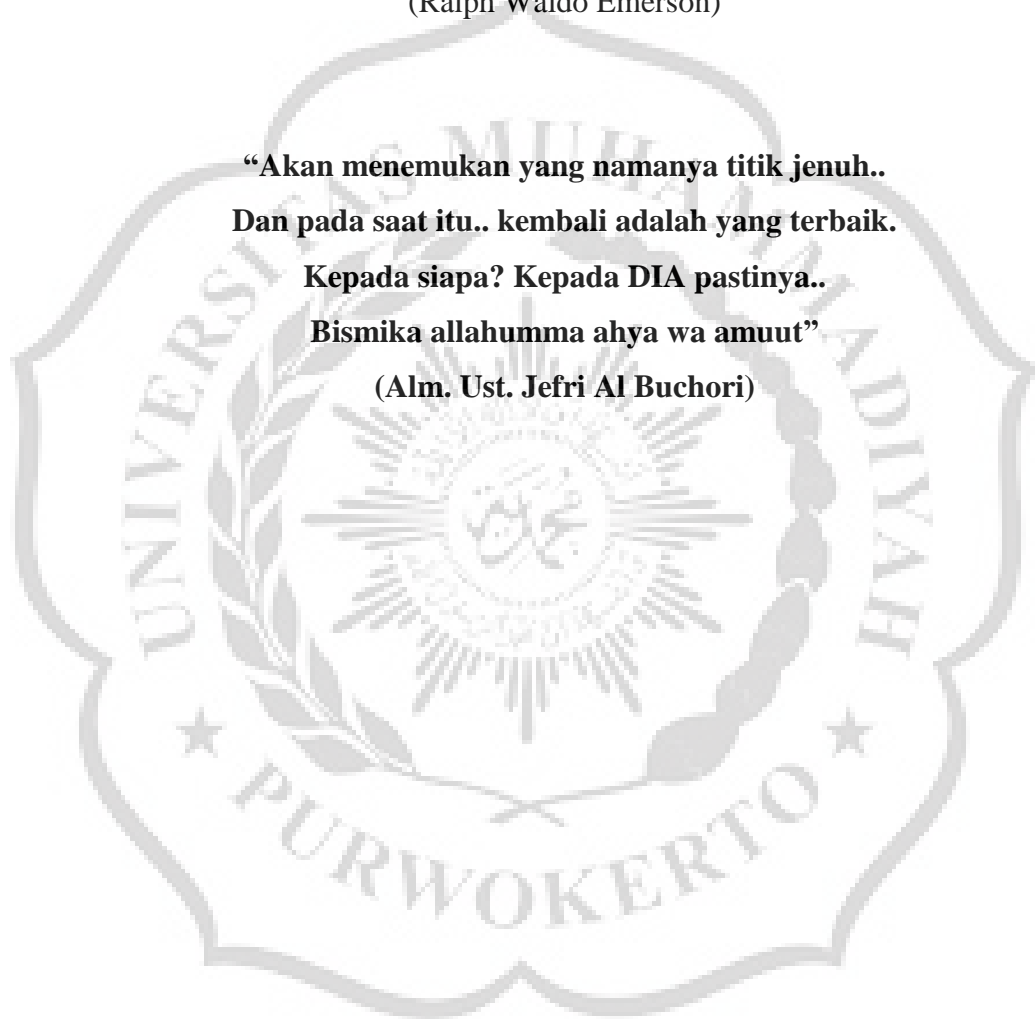 (Ralph Waldo Emerson)
“Akan menemukan yang namanya titik jenuh..
Dan pada saat itu.. kembali adalah yang terbaik.
Kepada siapa? Kepada DIA pastinya..
Bismika allahumma ahya wa amuut”
(Alm. Ust. Jefri Al Buchori)
UNIVERSITAS MUHAMMADIYAH
PURWOKERTO